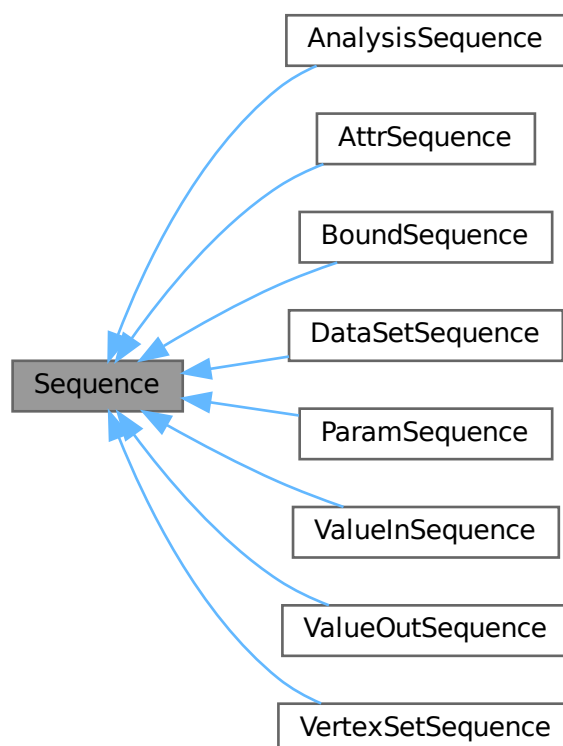 AnalysisSequence
AttrSequence
BoundSequence
DataSetSequence
Sequence
ParamSequence
ValueInSequence
ValueOutSequence
VertexSetSequence